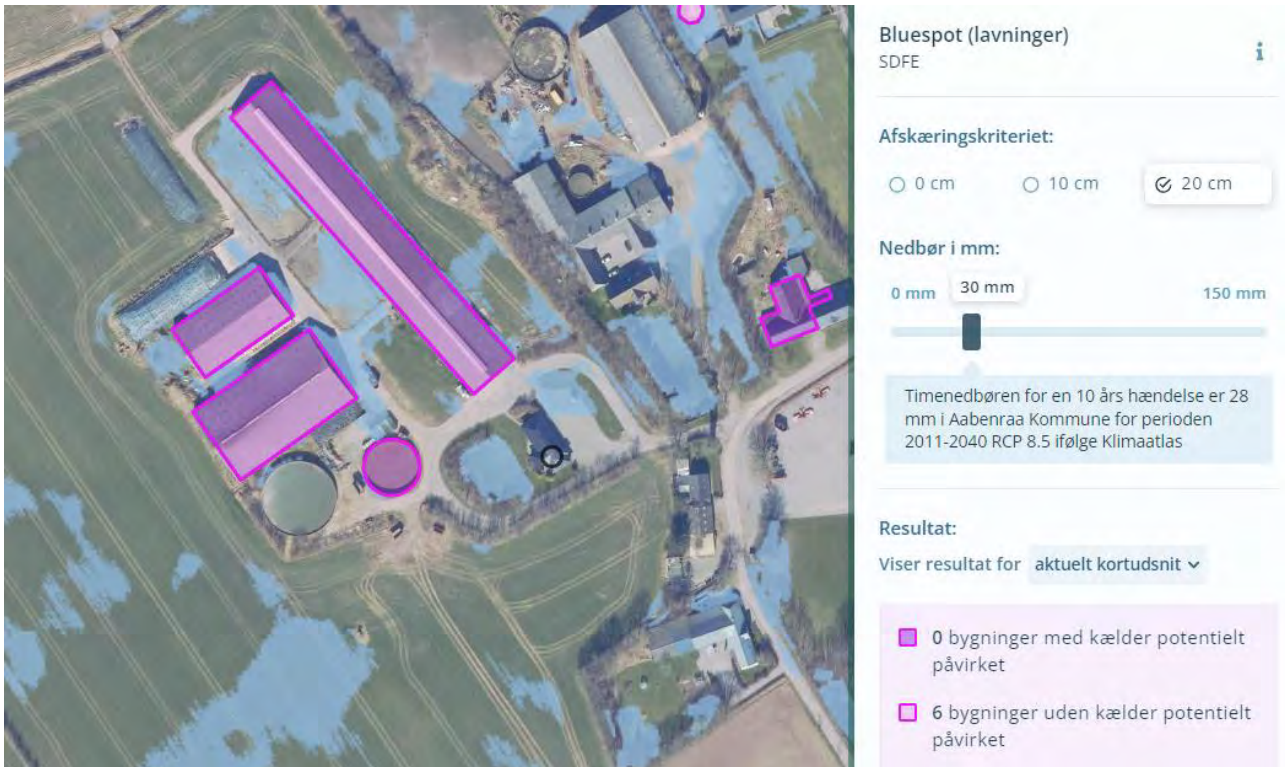 Bluespot (lavninger)
SDFE
i
Afskæringskriteriet:
0 cm
10 cm
20 cm
Nedbør i mm:
0 mm
30 mm
150 mm
Timenedbøren for en 10 års hændelse er 28
mm i Aabenraa Kommune for perioden
2011-2040 RCP 8.5 ifølge Klimaatlas
Resultat:
Viser resultat for aktuelt kortudsnit
0 bygninger med kælder potentielt
påvirket
6 bygninger uden kælder potentielt
påvirket